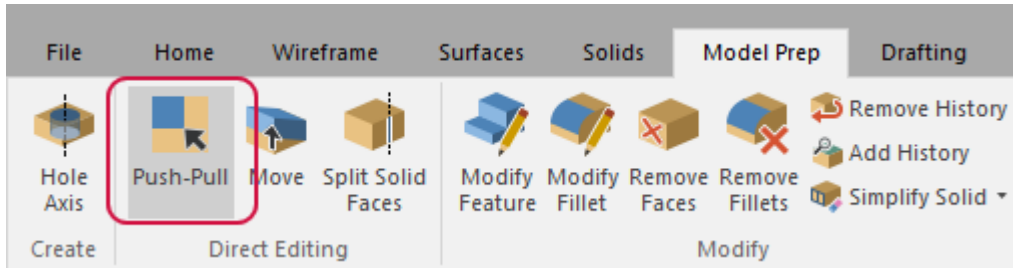 File Home Wireframe Surfaces Solids Model Prep Drafting
Hole Axis
Push-Pull
Move
Split Solid Faces
Modify Feature
Modify Fillet
Remove Faces
Remove Fillets
Remove History
Add History
Simplify Solid
Create Direct Editing Modify